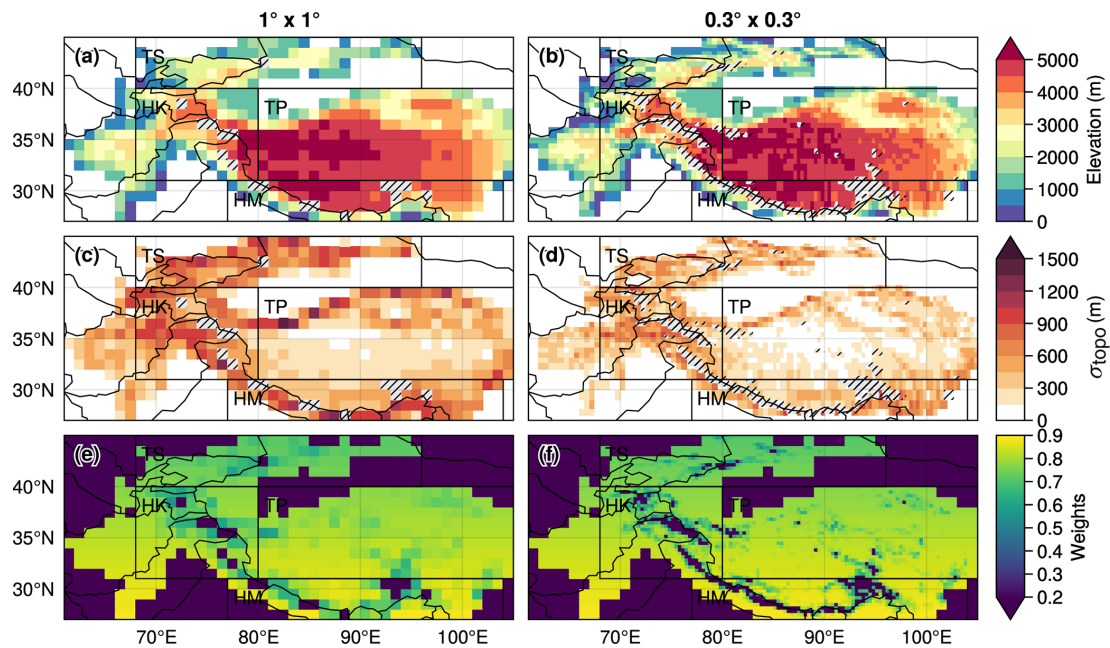 1° x 1°
0.3° x 0.3°
(a)
TS
HK
TP
HM
40°N
35°N
30°N
(b)
TS
HK
TP
HM
5000
4000
3000
2000
1000
0
Elevation (m)
(c)
TS
HK
TP
HM
40°N
35°N
30°N
(d)
TS
HK
TP
HM
1500
1200
900
600
300
0
σtopo (m)
(e)
TS
HK
TP
HM
40°N
35°N
30°N
70°E
80°E
90°E
100°E
(f)
TS
HK
TP
HM
70°E
80°E
90°E
100°E
0.9
0.8
0.7
0.6
0.5
0.4
0.3
0.2
Weights